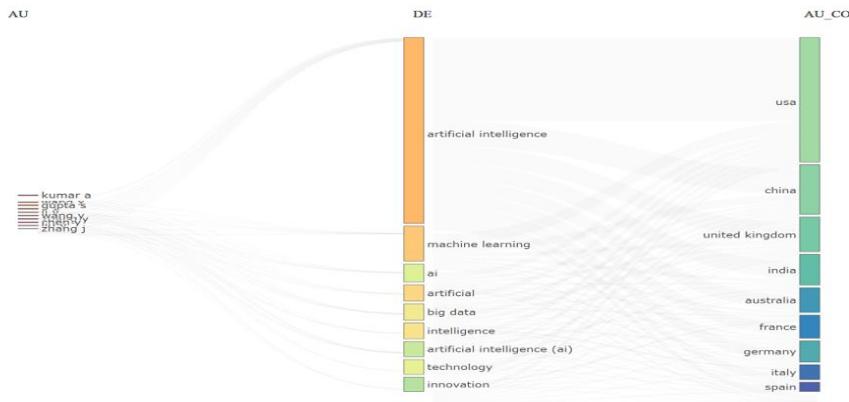 AU
DE
AU_CO
kumar a
gupta s
wang y
zhang j
artificial intelligence
machine learning
ai
artificial
big data
intelligence
artificial intelligence (ai)
technology
innovation
usa
china
united kingdom
india
australia
france
germany
italy
spain